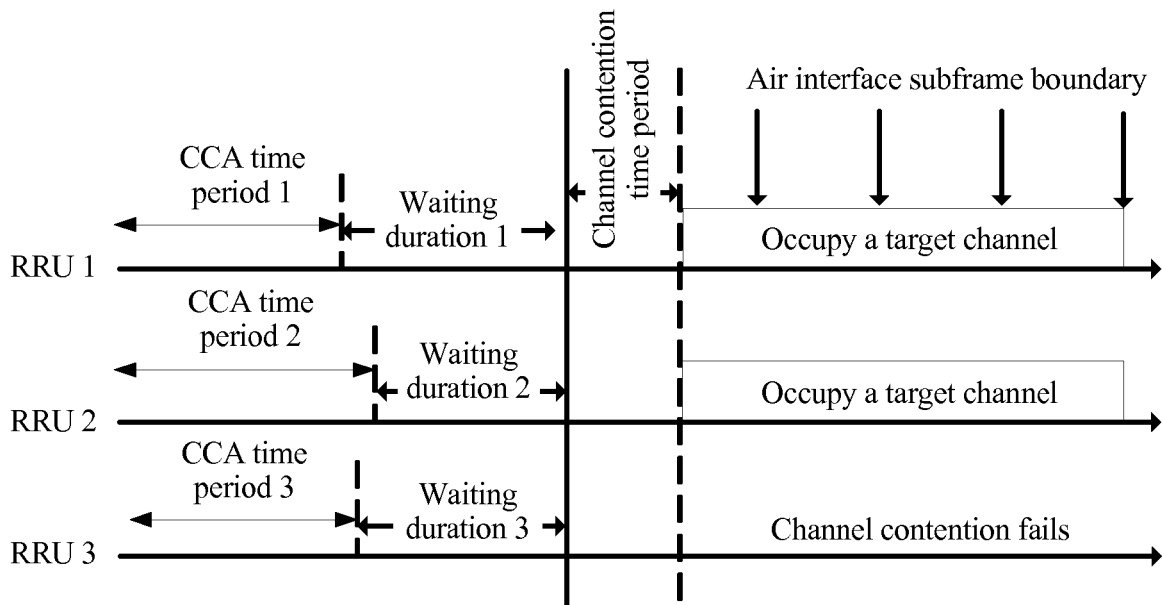 Air interface subframe boundary
Channel contention
time period
CCA time
period 1
Waiting
duration 1
Occupy a target channel
RRU 1
CCA time
period 2
Waiting
duration 2
Occupy a target channel
RRU 2
CCA time
period 3
Waiting
duration 3
Channel contention fails
RRU 3